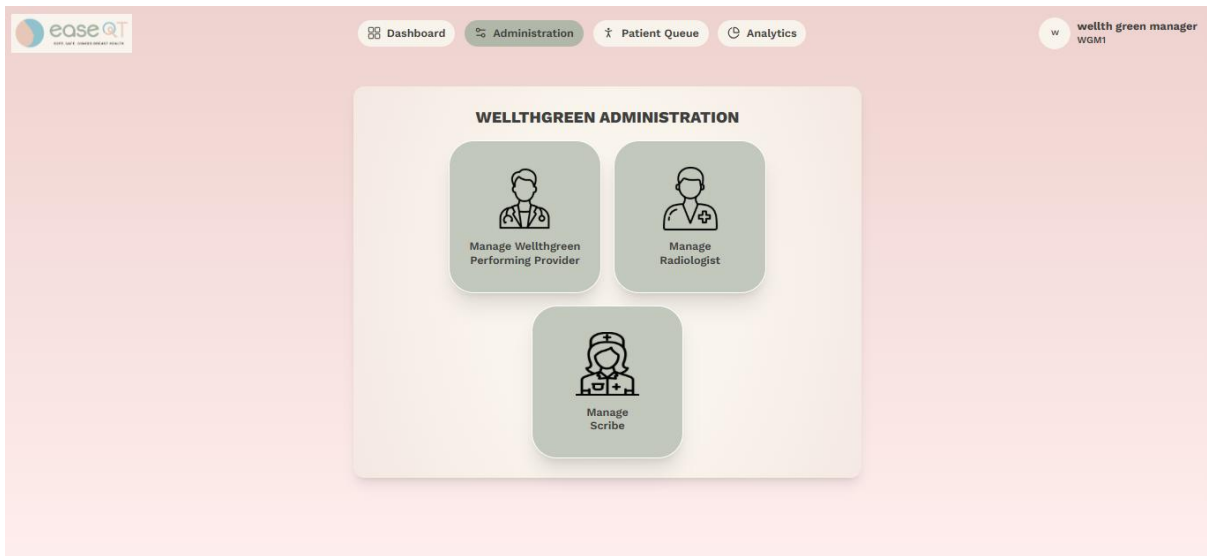 ease QT
Dashboard
Administration
Patient Queue
Analytics
W
wellth green manager
WGM1
WELLTHGREEN ADMINISTRATION
Manage Wellthgreen
Performing Provider
Manage
Radiologist
Manage
Scribe